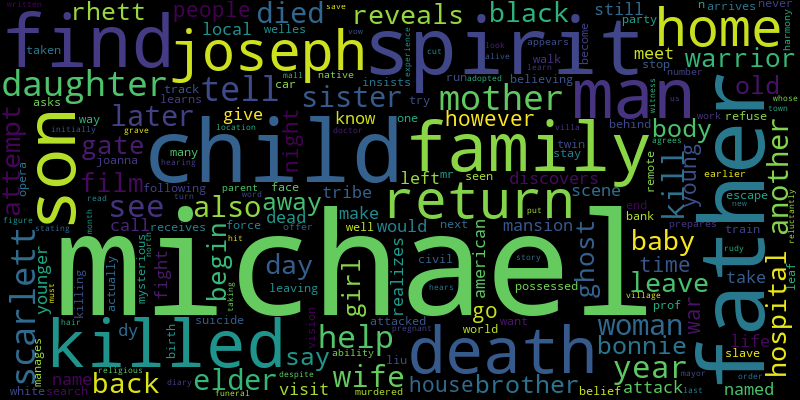 written rhett people died reveals black still arrives never save
find joseph spirit home
local welles party n harmony
daughter tell sister mother meet warrior
taken experience cut look alive appears walk become
track car mall native insists believing run stop number whose
asks learns adopted learn try witness us town
attempt son later give know however body old
way initially grave location doctor one villa behind work refuse
gate many child family twin kill young another
joanna hearing agrees stay earlier
opera film following night left mr seen discovers remote father
see parent face tribe scene escape new
figure also away return
read turn word put
call receives force dead make mansion train
stating month north hit offer well would next civil end bank prepares rudy reluctantly
michael man
scarlett begin day girl realizes american ghost baby time take leaf
younger killing actually mysterious fight leaving vision go story possessed leave hospital
must taking hears village prof war
hair suicide attacked world want woman life slave
killed dy birth say help ability liu pregnant death bonnie
manages religious diary despite murdered mayor order
name back elder visit wife house brother belief year attack last named
white search funeral